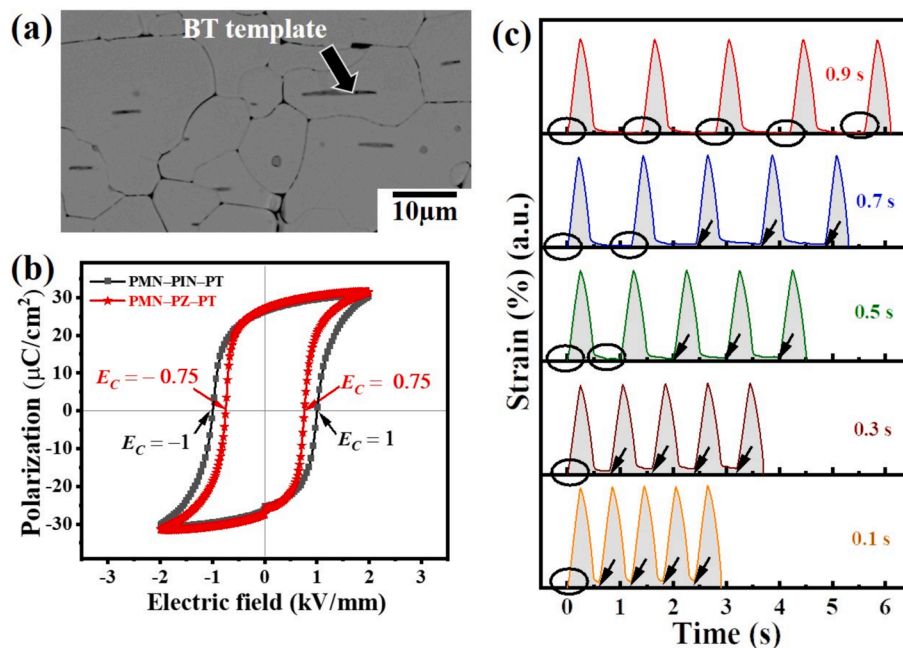 (a)
BT template
10μm
(b)
PMN–PIN–PT
PMN–PZ–PT
Polarization (μC/cm²)
30
20
10
0
-10
-20
-30
E_C = – 0.75
E_C = 0.75
E_C = –1
E_C = 1
-3 -2 -1 0 1 2 3
Electric field (kV/mm)
(c)
Strain (%) (a.u.)
0.9 s
0.7 s
0.5 s
0.3 s
0.1 s
0 1 2 3 4 5 6
Time (s)